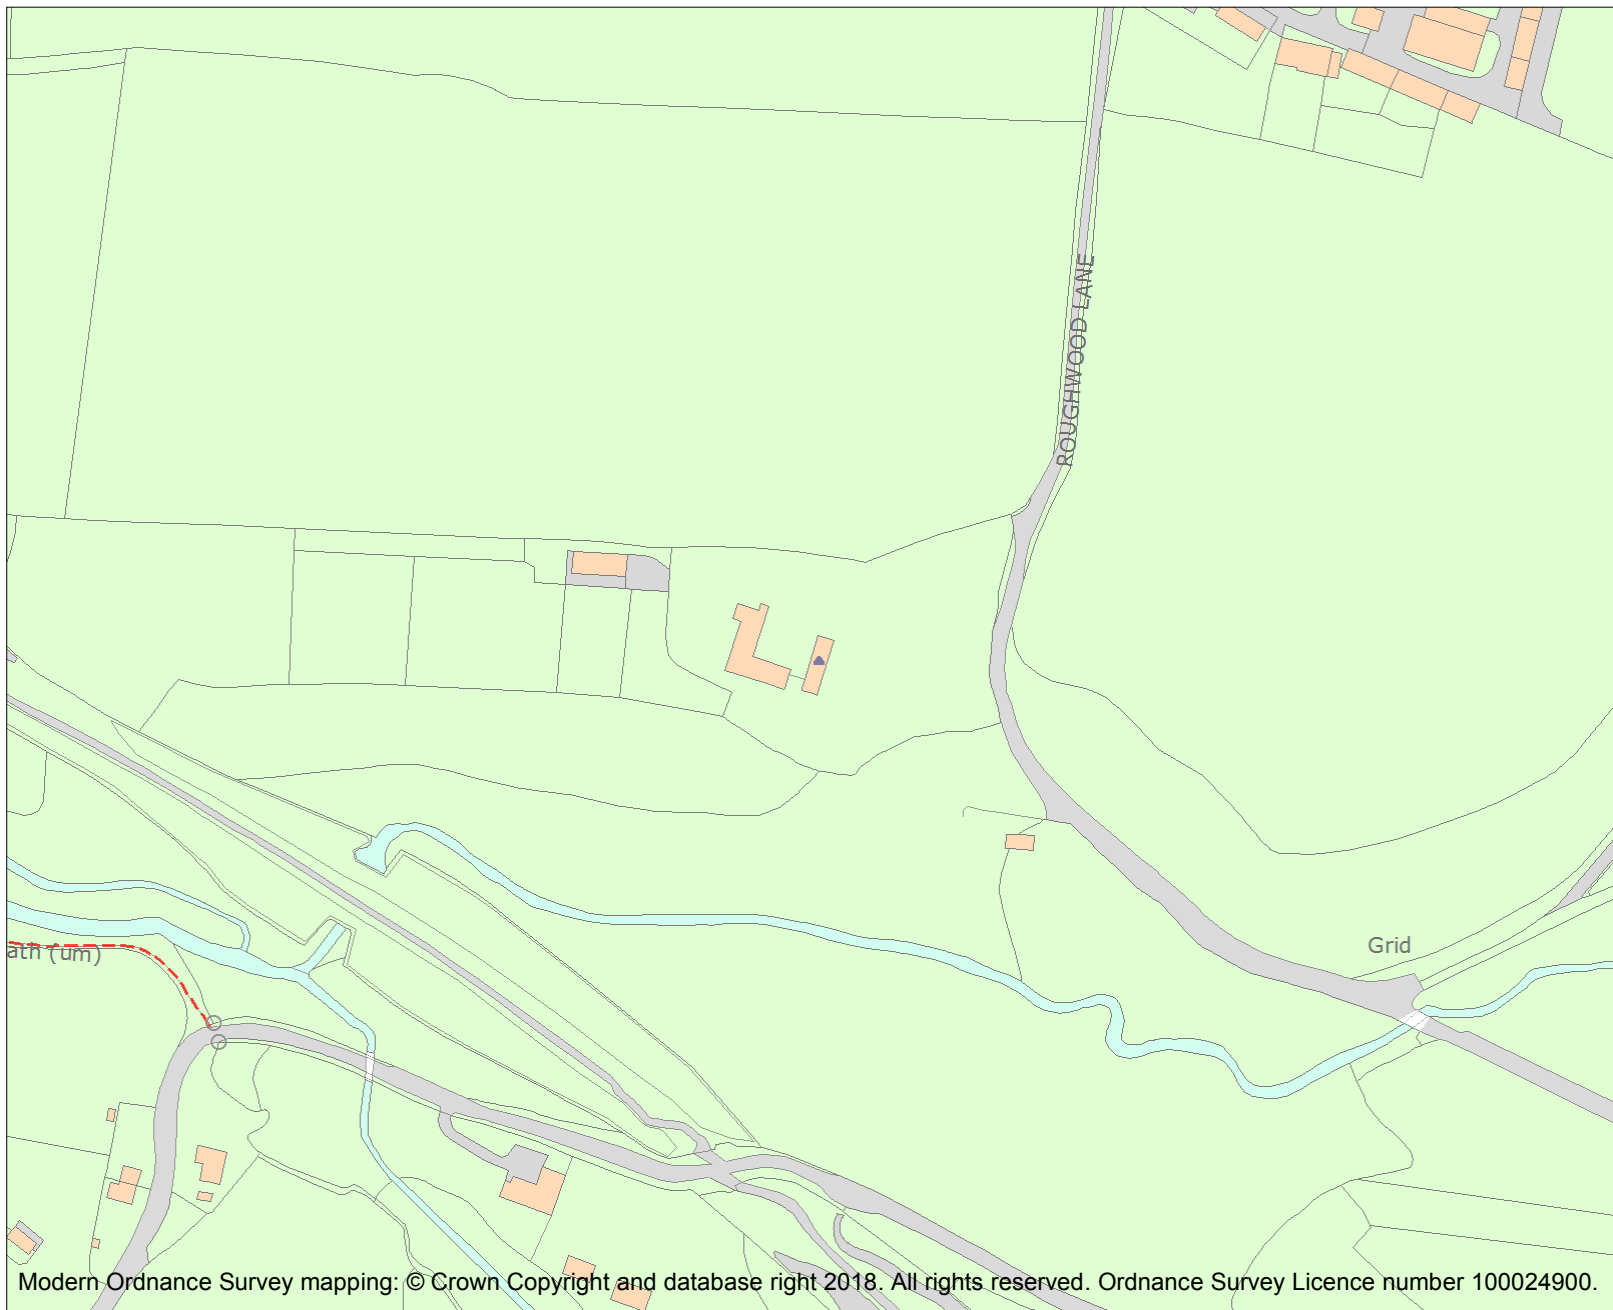 ROUGHWOOD LANE
Grid
ath (um)
Modern Ordnance Survey mapping: © Crown Copyright and database right 2018. All rights reserved. Ordnance Survey Licence number 100024900.